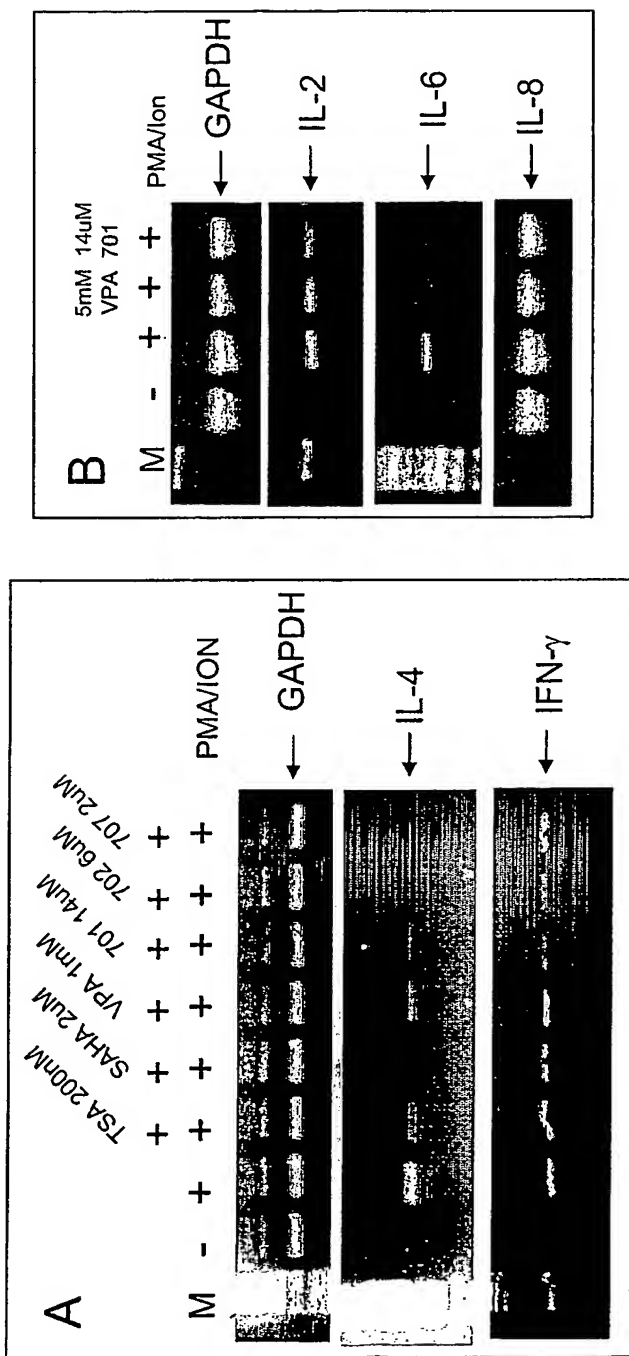 A
TSA 200nM
SAHA 2uM
VPA 1mM
701 14uM
702 6uM
707 2uM
+ + + + + +
M - + + + + + + + PMA/ION
GAPDH
IL-4
IFN-γ
B
5mM 14uM
VPA 701
M - + + + PMA/Ion
GAPDH
IL-2
IL-6
IL-8